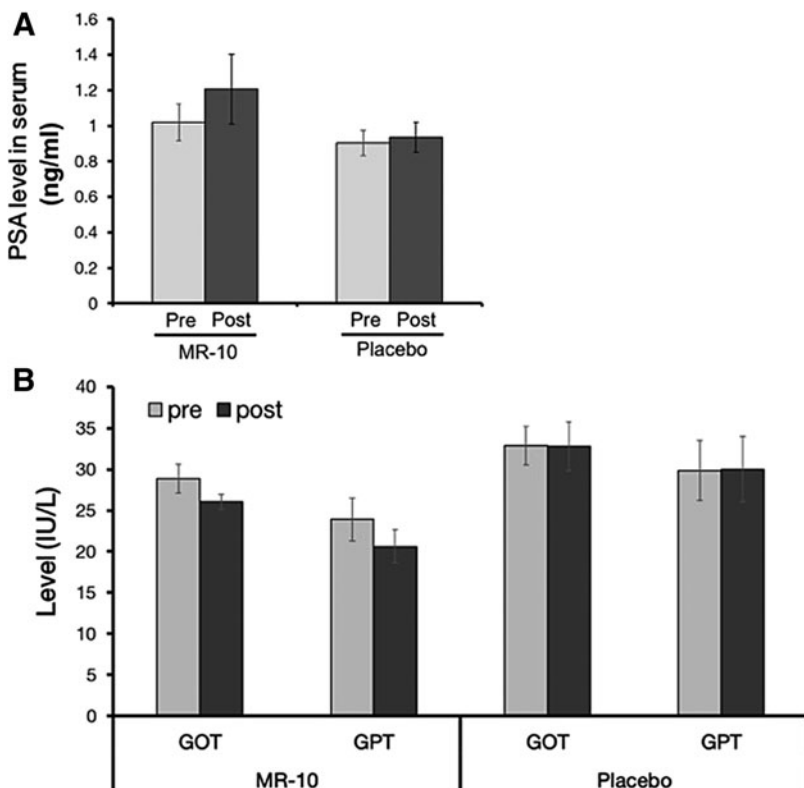 A
PSA level in serum
(ng/ml)
1.6
1.4
1.2
1
0.8
0.6
0.4
0.2
0
Pre Post Pre Post
MR-10 Placebo
B
Level (IU/L)
40
35
30
25
20
15
10
5
0
pre post
GOT GPT GOT GPT
MR-10 Placebo